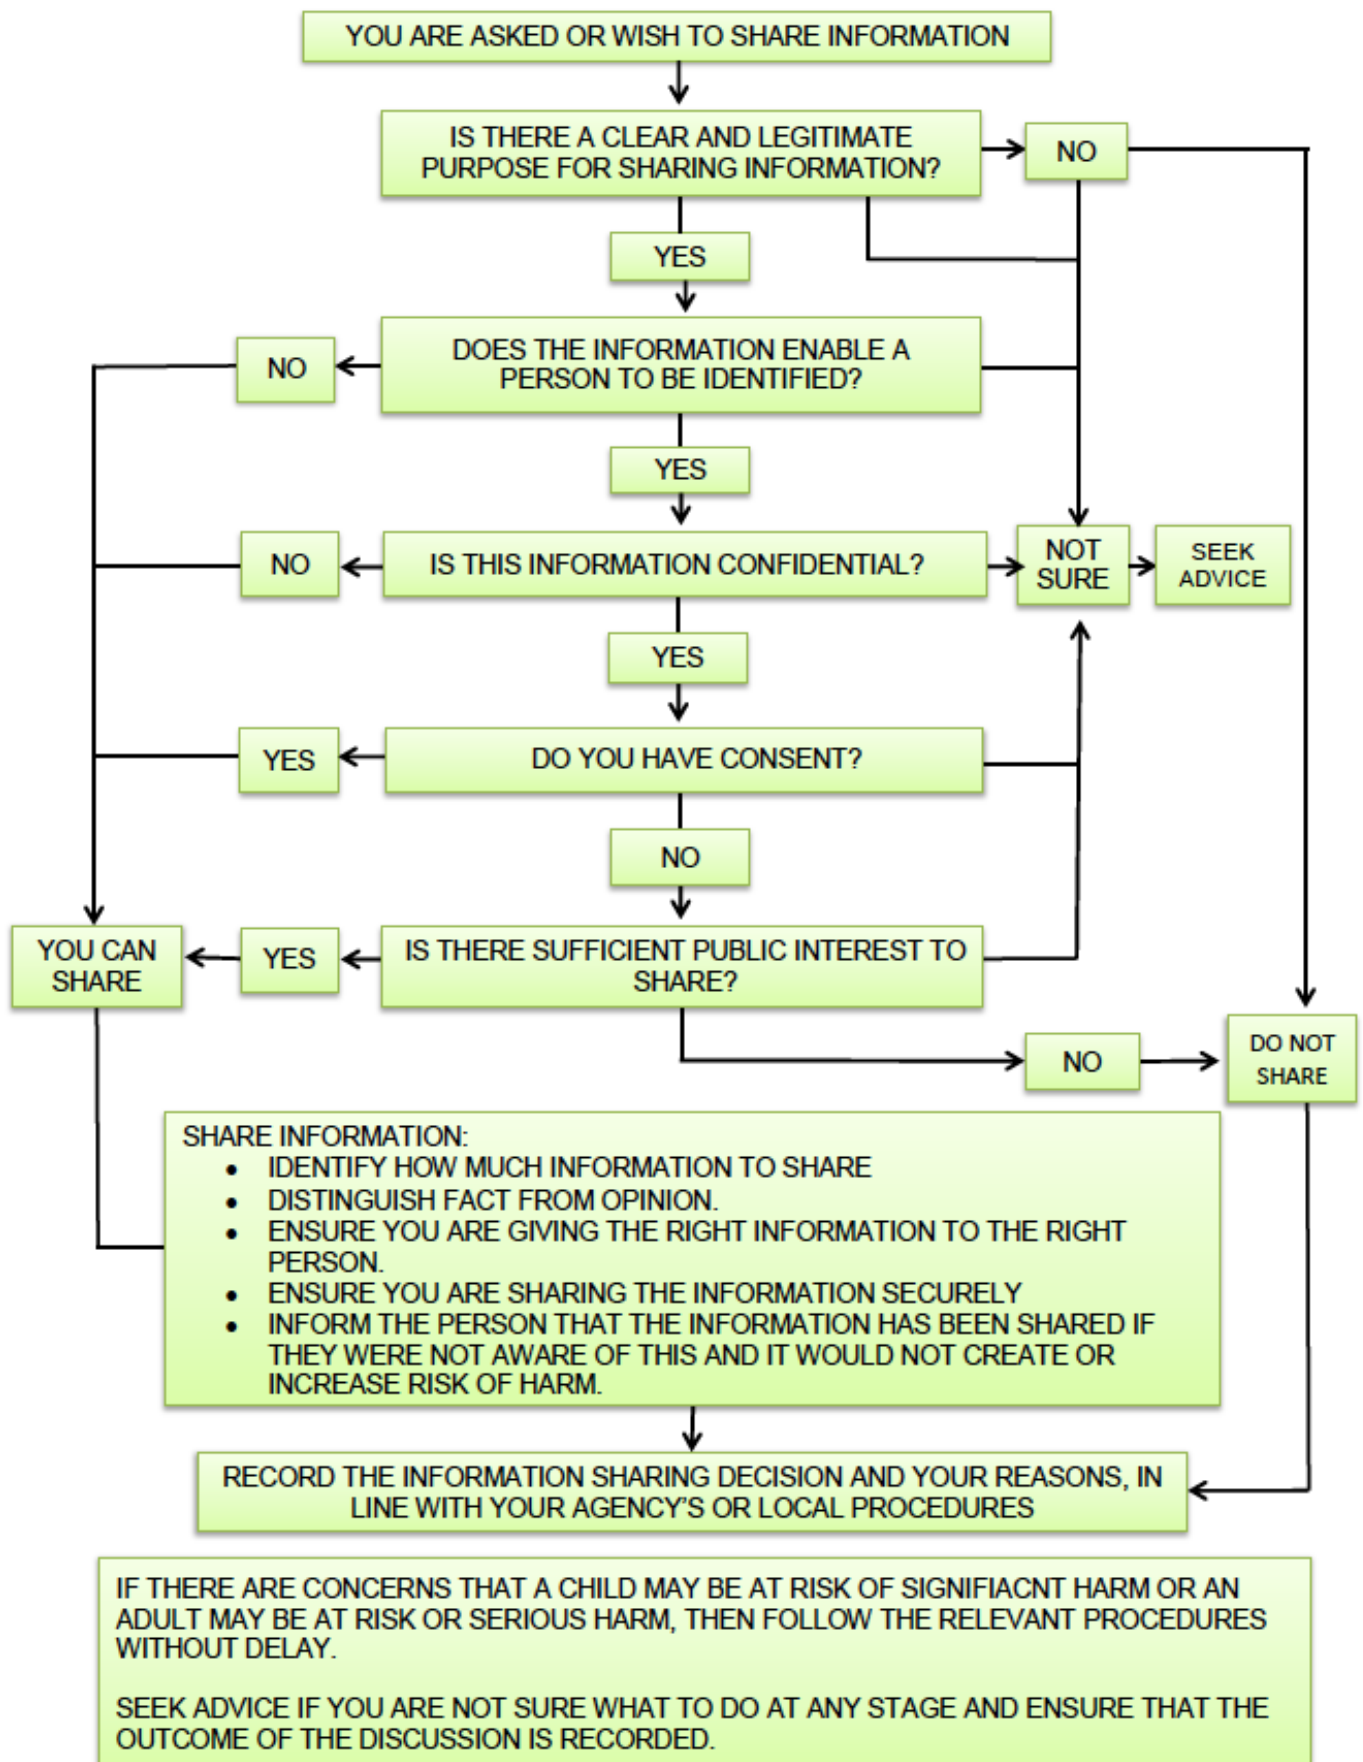 YOU ARE ASKED OR WISH TO SHARE INFORMATION
IS THERE A CLEAR AND LEGITIMATE
PURPOSE FOR SHARING INFORMATION?
NO
YES
DOES THE INFORMATION ENABLE A
PERSON TO BE IDENTIFIED?
NO
YES
NO
IS THIS INFORMATION CONFIDENTIAL?
NOT
SURE
SEEK
ADVICE
YES
YES
DO YOU HAVE CONSENT?
NO
YOU CAN
SHARE
YES
IS THERE SUFFICIENT PUBLIC INTEREST TO
SHARE?
NO
DO NOT
SHARE
SHARE INFORMATION:
• IDENTIFY HOW MUCH INFORMATION TO SHARE
• DISTINGUISH FACT FROM OPINION.
• ENSURE YOU ARE GIVING THE RIGHT INFORMATION TO THE RIGHT
PERSON.
• ENSURE YOU ARE SHARING THE INFORMATION SECURELY
• INFORM THE PERSON THAT THE INFORMATION HAS BEEN SHARED IF
THEY WERE NOT AWARE OF THIS AND IT WOULD NOT CREATE OR
INCREASE RISK OF HARM.
RECORD THE INFORMATION SHARING DECISION AND YOUR REASONS, IN
LINE WITH YOUR AGENCY'S OR LOCAL PROCEDURES
IF THERE ARE CONCERNS THAT A CHILD MAY BE AT RISK OF SIGNIFIACNT HARM OR AN
ADULT MAY BE AT RISK OR SERIOUS HARM, THEN FOLLOW THE RELEVANT PROCEDURES
WITHOUT DELAY.
SEEK ADVICE IF YOU ARE NOT SURE WHAT TO DO AT ANY STAGE AND ENSURE THAT THE
OUTCOME OF THE DISCUSSION IS RECORDED.